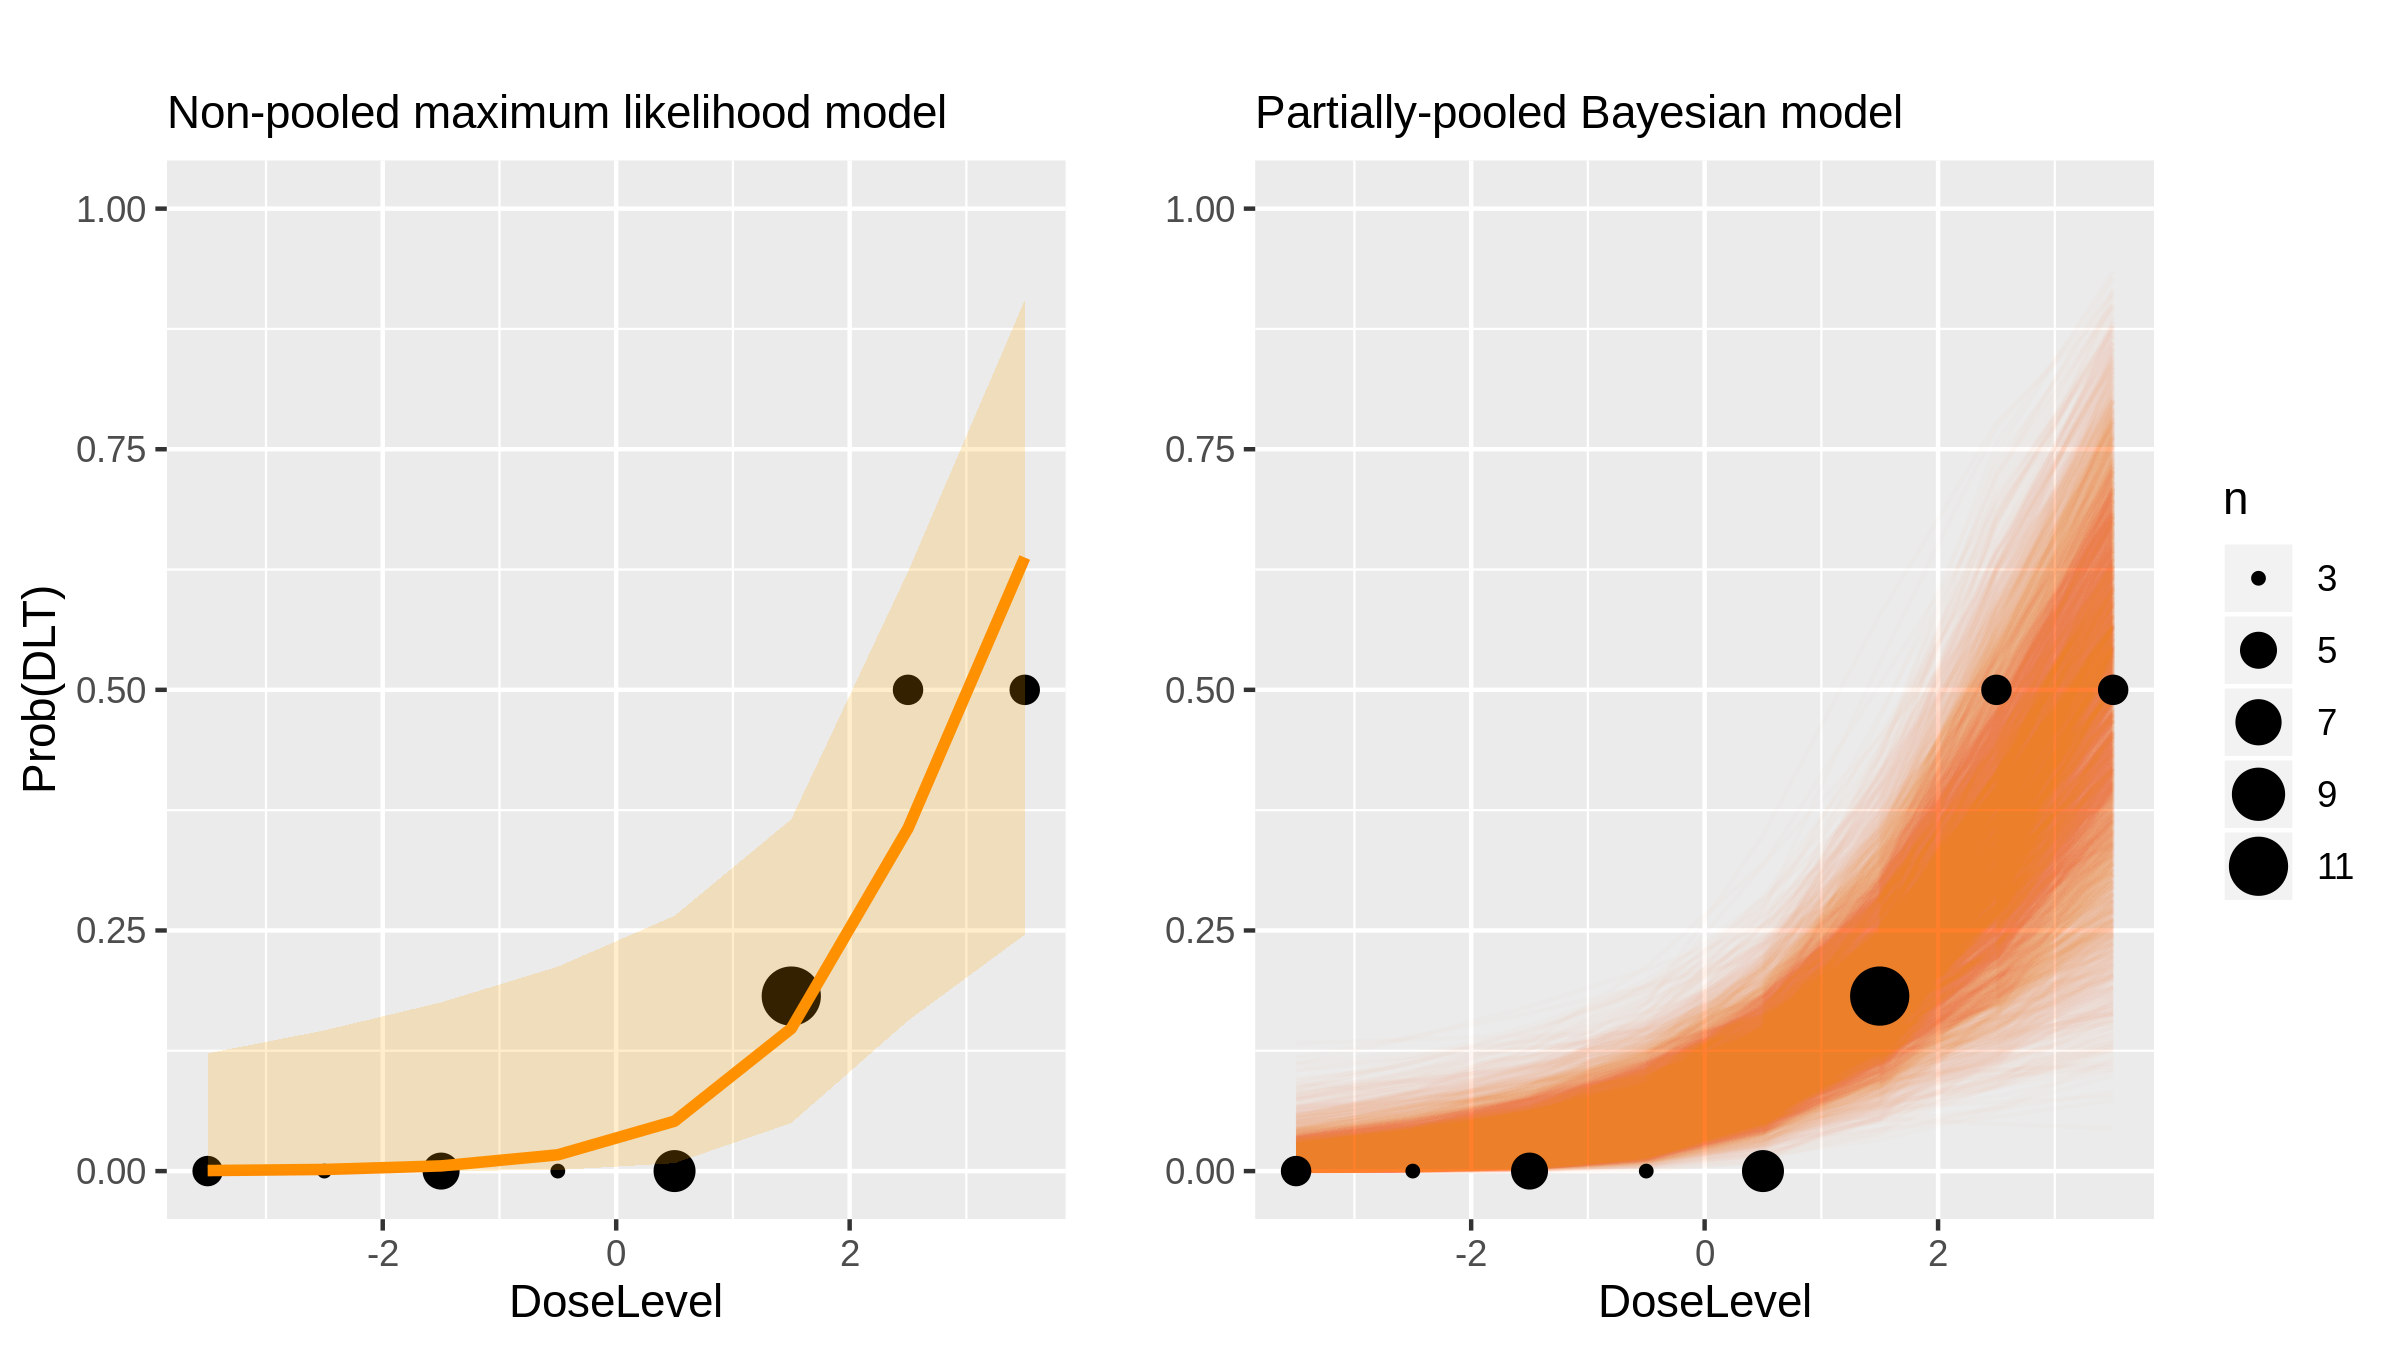 Non-pooled maximum likelihood model
Prob(DLT)
1.00
0.75
0.50
0.25
0.00
-2 0 2
DoseLevel
Partially-pooled Bayesian model
1.00
0.75
0.50
0.25
0.00
-2 0 2
DoseLevel
n
3
5
7
9
11